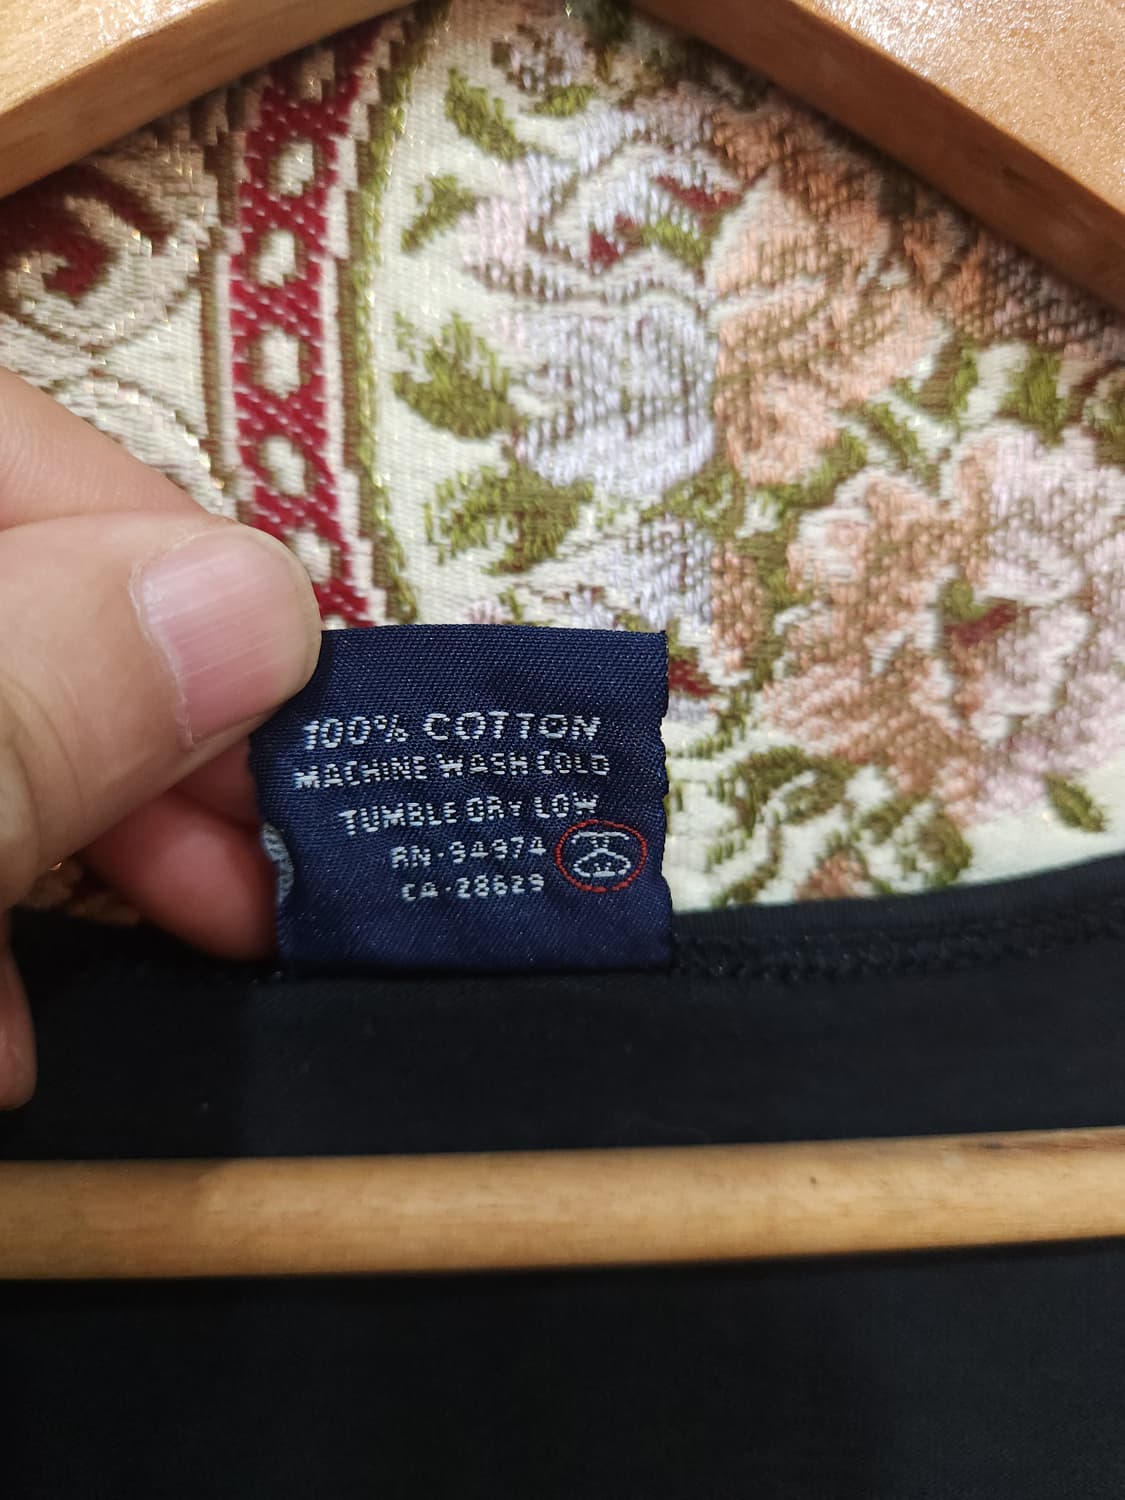 100% COTTON
MACHINE WASH COLD
TUMBLE DRY LOW
RN-94974
CA-28629